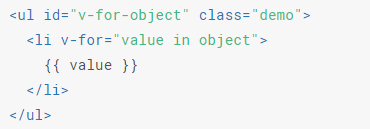 <ul id="v-for-object" class="demo">
  <li v-for="value in object">
    {{ value }}
  </li>
</ul>